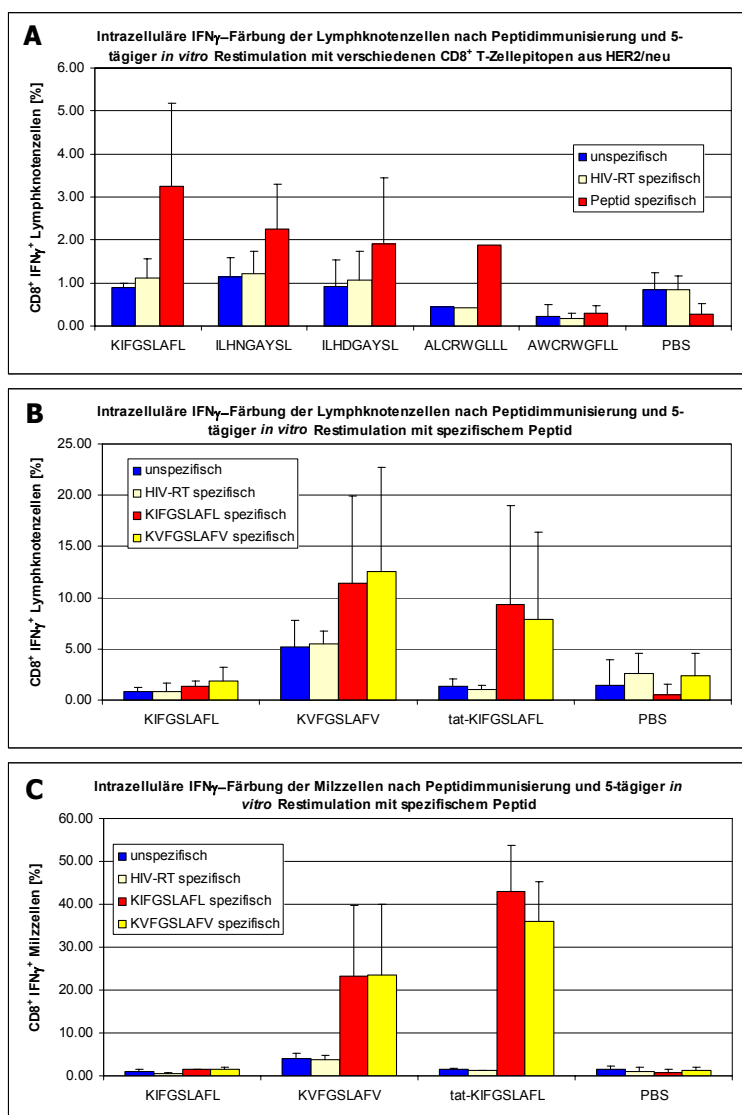 A
Intrazelluläre IFNγ–Färbung der Lymphknotenzellen nach Peptidimmunisierung und 5-
tägiger in vitro Restimulation mit verschiedenen CD8⁺ T-Zellepitopen aus HER2/neu
CD8⁺ IFNγ⁺ Lymphknotenzellen [%]
6.00
5.00
4.00
3.00
2.00
1.00
0.00
unspezifisch
HIV-RT spezifisch
Peptid spezifisch
KIFGSLAFL ILHNGAYSL ILHDGAYSL ALCRWGLLL AWCRWGFLL PBS
B
Intrazelluläre IFNγ–Färbung der Lymphknotenzellen nach Peptidimmunisierung und 5-
tägiger in vitro Restimulation mit spezifischem Peptid
CD8⁺ IFNγ⁺ Lymphknotenzellen [%]
25.00
20.00
15.00
10.00
5.00
0.00
unspezifisch
HIV-RT spezifisch
KIFGSLAFL spezifisch
KVFGSLAFV spezifisch
KIFGSLAFL KVFGSLAFV tat-KIFGSLAFL PBS
C
Intrazelluläre IFNγ–Färbung der Milzzellen nach Peptidimmunisierung und 5-tägiger in
vitro Restimulation mit spezifischem Peptid
CD8⁺ IFNγ⁺ Milzzellen [%]
60.00
50.00
40.00
30.00
20.00
10.00
0.00
unspezifisch
HIV-RT spezifisch
KIFGSLAFL spezifisch
KVFGSLAFV spezifisch
KIFGSLAFL KVFGSLAFV tat-KIFGSLAFL PBS